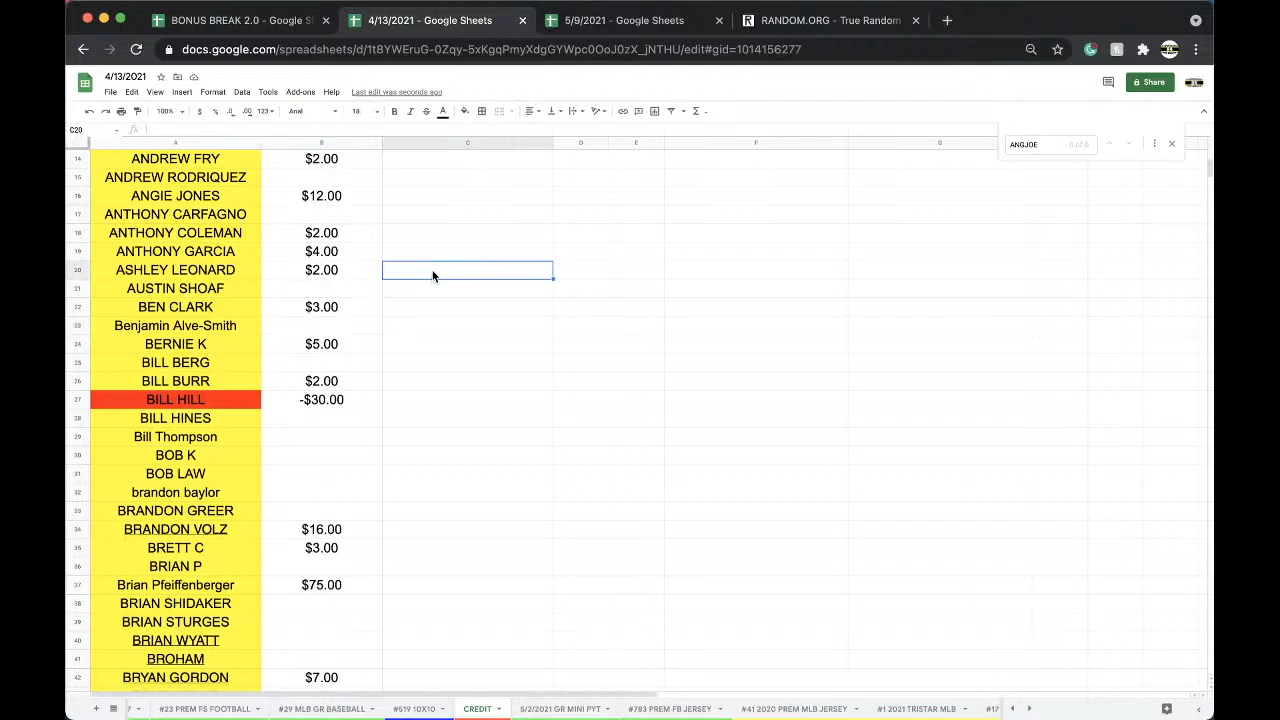 BONUS BREAK 2.0 - Google S
4/13/2021 - Google Sheets
5/9/2021 - Google Sheets
RANDOM.ORG - True Random
docs.google.com/spreadsheets/d/1t8YWEruG-0Zqy-5xKgqPmyXdgGYWpc0OoJ0zX_jNTHU/edit#gid=1014156277
4/13/2021
File Edit View Insert Format Data Tools Add-ons Help Last edit was seconds ago
Share
100% $ % .0 .00 123 Arial 18 B I S A
C20 fx
ANGJOE 0 of 0
A B C D E F G
14 ANDREW FRY $2.00
15 ANDREW RODRIQUEZ
16 ANGIE JONES $12.00
17 ANTHONY CARFAGNO
18 ANTHONY COLEMAN $2.00
19 ANTHONY GARCIA $4.00
20 ASHLEY LEONARD $2.00
21 AUSTIN SHOAF
22 BEN CLARK $3.00
23 Benjamin Alve-Smith
24 BERNIE K $5.00
25 BILL BERG
26 BILL BURR $2.00
27 BILL HILL -$30.00
28 BILL HINES
29 Bill Thompson
30 BOB K
31 BOB LAW
32 brandon baylor
33 BRANDON GREER
34 BRANDON VOLZ $16.00
35 BRETT C $3.00
36 BRIAN P
37 Brian Pfeiffenberger $75.00
38 BRIAN SHIDAKER
39 BRIAN STURGES
40 BRIAN WYATT
41 BROHAM
42 BRYAN GORDON $7.00
#23 PREM FS FOOTBALL #29 MLB GR BASEBALL #519 10X10 CREDIT 5/2/2021 GR MINI PYT #783 PREM FB JERSEY #41 2020 PREM MLB JERSEY #1 2021 TRISTAR MLB #17